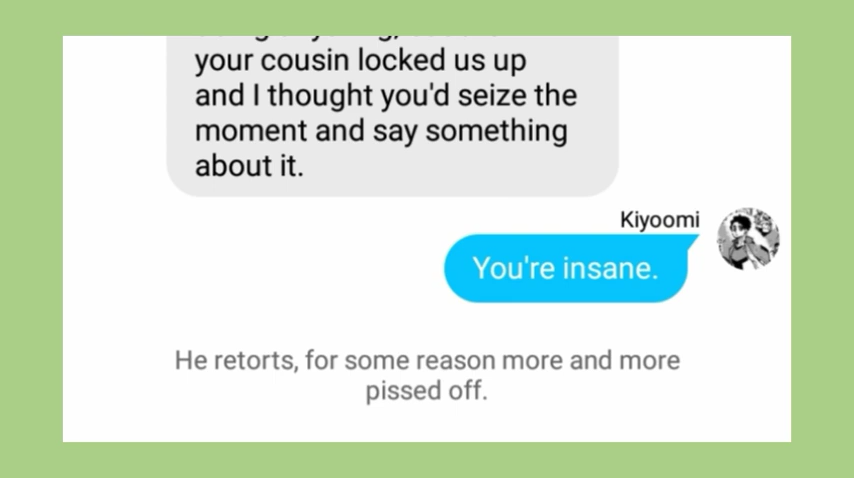 your cousin locked us up
and I thought you'd seize the
moment and say something
about it.
Kiyoomi
You're insane.
He retorts, for some reason more and more
pissed off.